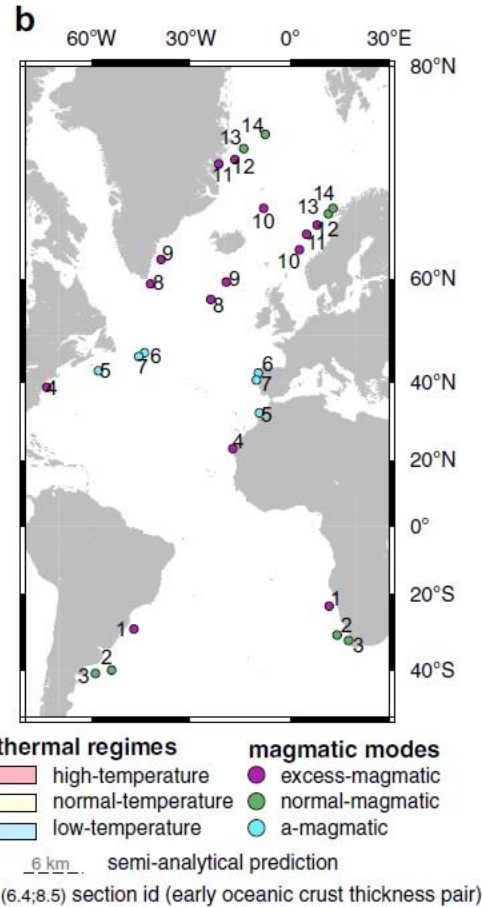 b
60°W 30°W 0° 30°E
80°N
14
13
12
11
14
13
10
12
11
10
9
9
8
8
60°N
6
7
5
6
7
40°N
4
5
4
20°N
0°
1
20°S
2
1
3
2
3
40°S
thermal regimes magmatic modes
high-temperature excess-magmatic
normal-temperature normal-magmatic
low-temperature a-magmatic
6 km semi-analytical prediction
(6.4;8.5) section id (early oceanic crust thickness pair)